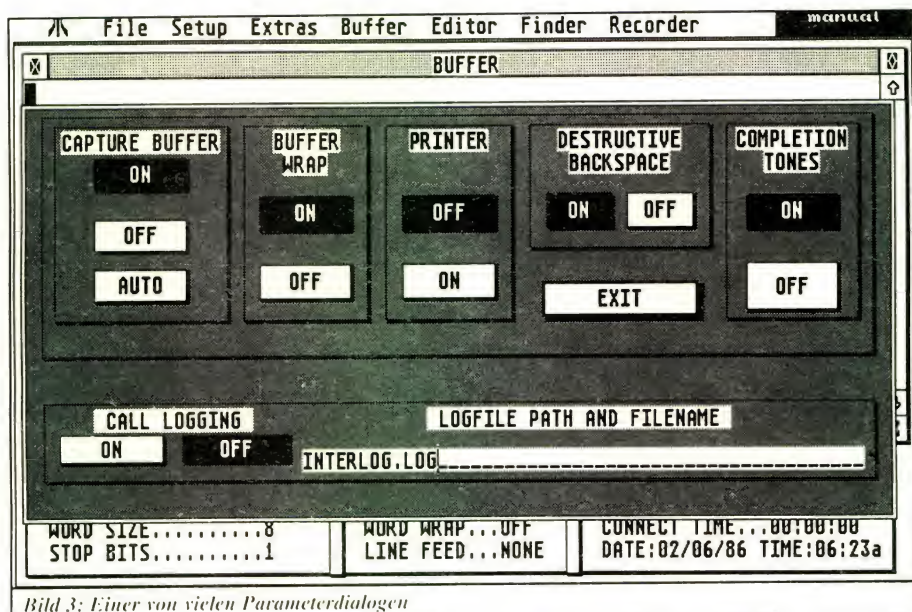 File Setup Extras Buffer Editor Finder Recorder
manual
BUFFER
CAPTURE BUFFER
ON
OFF
AUTO
BUFFER
WRAP
ON
OFF
PRINTER
OFF
ON
DESTRUCTIVE
BACKSPACE
ON OFF
EXIT
COMPLETION
TONES
ON
OFF
CALL LOGGING
ON OFF
LOGFILE PATH AND FILENAME
INTERLOG.LOG
WORD SIZE..........8
STOP BITS..........1
WORD WRAP...OFF
LINE FEED...NONE
CONNECT TIME...00:00:00
DATE:02/06/86 TIME:06:23a
Bild 3: Einer von vielen Parameterdialogen